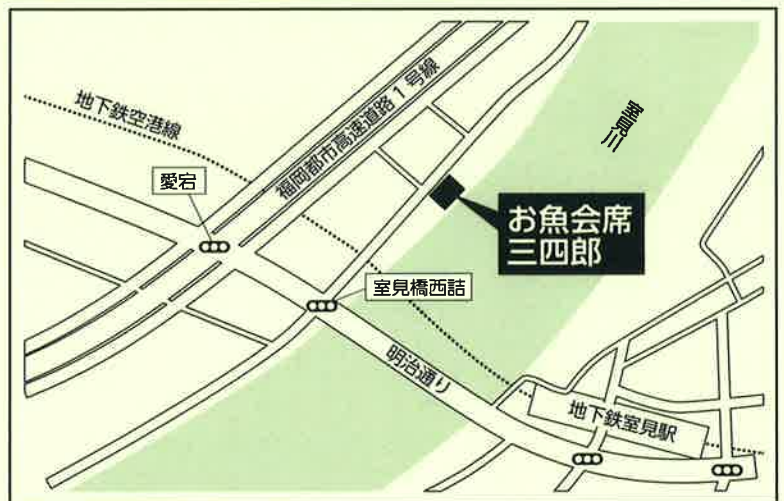 地下鉄空港線
福岡都市高速道路1号線
室見川
愛宕
お魚会席
三四郎
室見橋西詰
明治通り
地下鉄室見駅